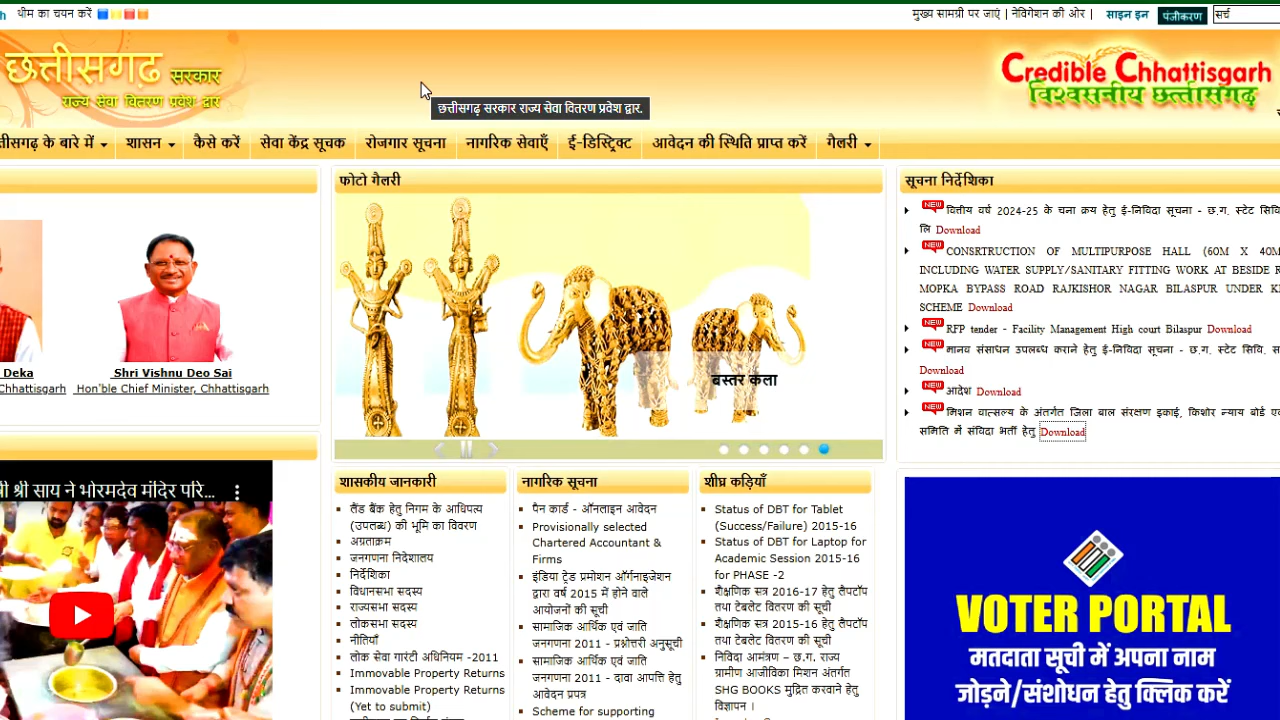 h थीम का चयन करें
मुख्य सामग्री पर जाएं | नेविगेशन की ओर | साइन इन पंजीकरण सर्च
छत्तीसगढ़ सरकार
राज्य सेवा वितरण प्रवेश द्वार
छत्तीसगढ़ सरकार राज्य सेवा वितरण प्रवेश द्वार.
Credible Chhattisgarh
विश्वसनीय छत्तीसगढ़
तीसगढ़ के बारे में शासन कैसे करें सेवा केंद्र सूचक रोजगार सूचना नागरिक सेवाएँ ई-डिस्ट्रिक्ट आवेदन की स्थिति प्राप्त करें गैलरी
Deka
Chhattisgarh
Shri Vishnu Deo Sai
Hon'ble Chief Minister, Chhattisgarh
श्री साय ने भोरमदेव मंदिर परि...
फोटो गैलरी
बस्तर कला
शासकीय जानकारी
लैंड बैंक हेतु निगम के आधिपत्य
(उपलब्ध) की भूमि का विवरण
अग्रताक्रम
जनगणना निदेशालय
निर्देशिका
विधानसभा सदस्य
राज्यसभा सदस्य
लोकसभा सदस्य
नीतियाँ
लोक सेवा गारंटी अधिनियम -2011
Immovable Property Returns
Immovable Property Returns
(Yet to submit)
नागरिक सूचना
पैन कार्ड - ऑनलाइन आवेदन
Provisionally selected
Chartered Accountant &
Firms
इंडिया ट्रेड प्रमोशन ऑर्गनाइजेशन
द्वारा वर्ष 2015 में होने वाले
आयोजनों की सूची
सामाजिक आर्थिक एवं जाति
जनगणना 2011 - प्रश्नोत्तरी अनुसूची
सामाजिक आर्थिक एवं जाति
जनगणना 2011 - दावा आपत्ति हेतु
आवेदन प्रपत्र
Scheme for supporting
शीघ्र कड़ियाँ
Status of DBT for Tablet
(Success/Failure) 2015-16
Status of DBT for Laptop for
Academic Session 2015-16
for PHASE -2
शैक्षणिक सत्र 2016-17 हेतु लैपटॉप
तथा टेबलेट वितरण की सूची
शैक्षणिक सत्र 2015-16 हेतु लैपटॉप
तथा टेबलेट वितरण की सूची
निविदा आमंत्रण – छ.ग. राज्य
ग्रामीण आजीविका मिशन अंतर्गत
SHG BOOKS मुद्रित करवाने हेतु
विज्ञापन ।
सूचना निर्देशिका
NEW वित्तीय वर्ष 2024-25 के चना क्रय हेतु ई-निविदा सूचना - छ.ग. स्टेट सिवि
लि Download
NEW CONSRTRUCTION OF MULTIPURPOSE HALL (60M X 40M
INCLUDING WATER SUPPLY/SANITARY FITTING WORK AT BESIDE R
MOPKA BYPASS ROAD RAJKISHOR NAGAR BILASPUR UNDER K
SCHEME Download
NEW RFP tender - Facility Management High court Bilaspur Download
NEW मानव संसाधन उपलब्ध कराने हेतु ई-निविदा सूचना - छ.ग. स्टेट सिवि. स
Download
NEW आदेश Download
NEW मिशन वात्सल्य के अंतर्गत जिला बाल संरक्षण इकाई, किशोर न्याय बोर्ड एव
समिति में संविदा भर्ती हेतु Download
VOTER PORTAL
मतदाता सूची में अपना नाम
जोड़ने/संशोधन हेतु क्लिक करें